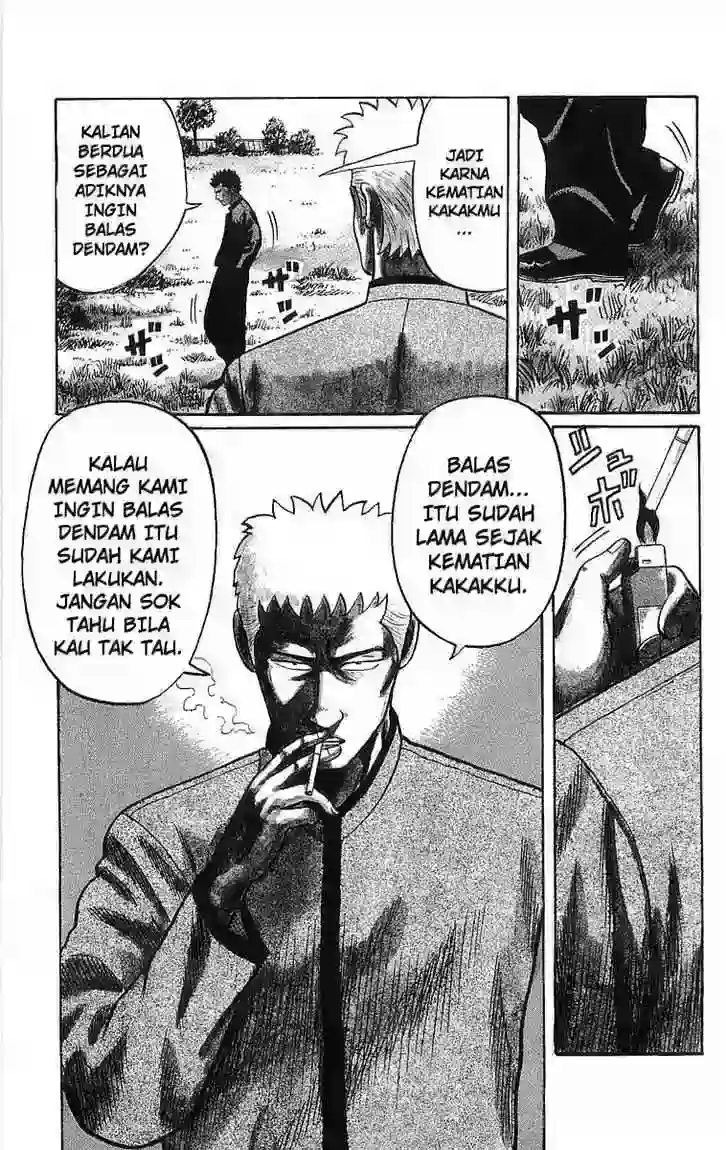 JADI
KARNA
KEMATIAN
KAKAKMU
...
KALIAN
BERDUA
SEBAGAI
ADIKNYA
INGIN
BALAS
DENDAM?
ザッ
ザッ
ザッ
シュボ
BALAS
DENDAM...
ITU SUDAH
LAMA SEJAK
KEMATIAN
KAKAKKU.
KALAU
MEMANG KAMI
INGIN BALAS
DENDAM ITU
SUDAH KAMI
LAKUKAN.
JANGAN SOK
TAHU BILA
KAU TAK TAU.